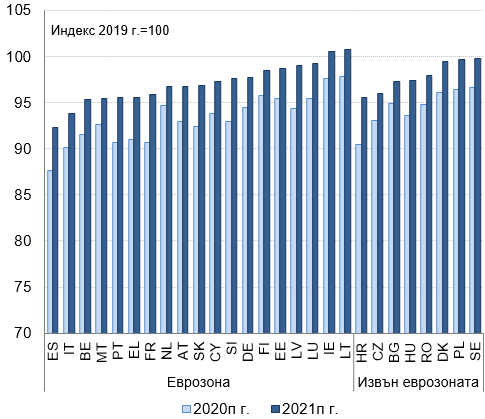 105
Индекс 2019 г.=100
100
95
90
85
80
75
70
ES IT BE MT PT EL FR NL AT SK CY SI DE FI EE LV LU IE LT HR CZ BG HU RO DK PL SE
Еврозона Извън еврозоната
2020п г. 2021п г.